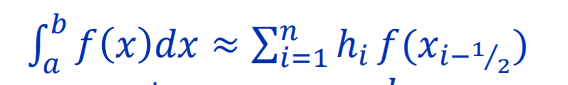 ∫_a^b f(x)dx ≈ ∑_{i=1}^n h_i f(x_{i−1/2})